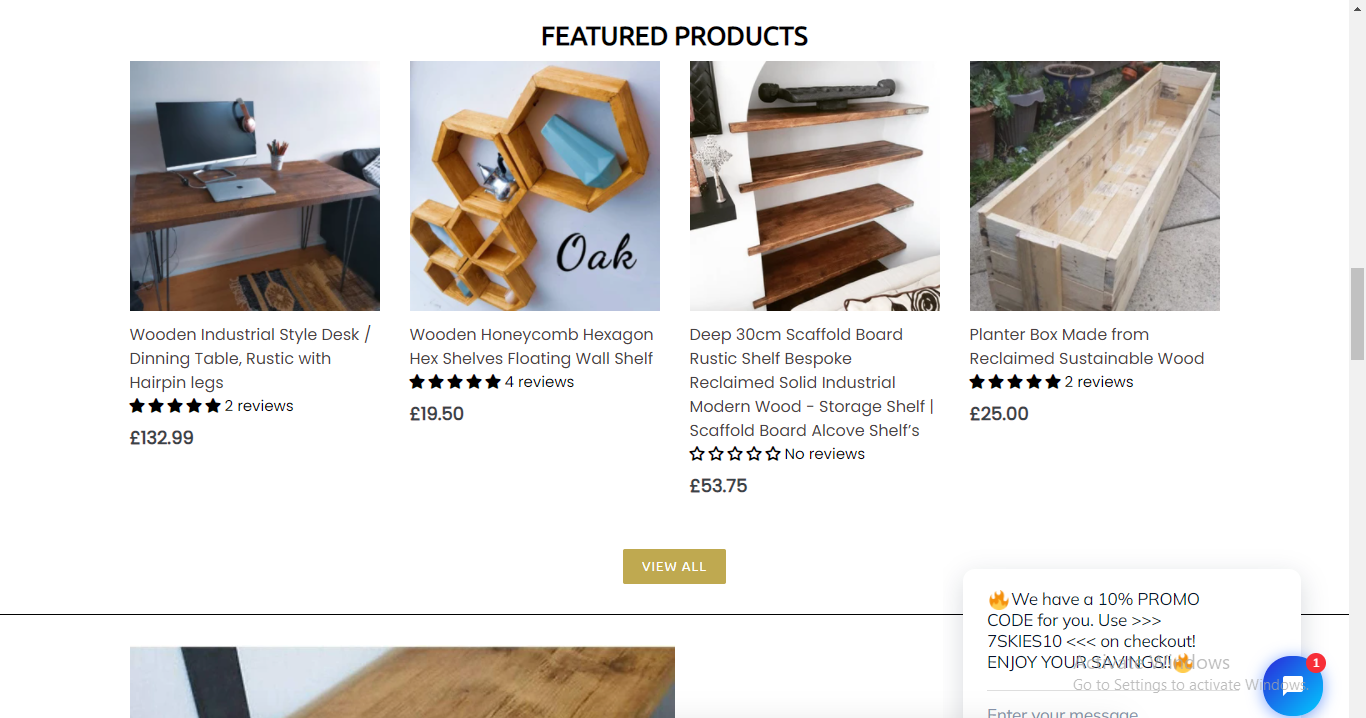 FEATURED PRODUCTS
Oak
Wooden Industrial Style Desk /
Dinning Table, Rustic with
Hairpin legs
2 reviews
£132.99
Wooden Honeycomb Hexagon
Hex Shelves Floating Wall Shelf
4 reviews
£19.50
Deep 30cm Scaffold Board
Rustic Shelf Bespoke
Reclaimed Solid Industrial
Modern Wood - Storage Shelf |
Scaffold Board Alcove Shelf’s
No reviews
£53.75
Planter Box Made from
Reclaimed Sustainable Wood
2 reviews
£25.00
VIEW ALL
🔥We have a 10% PROMO
CODE for you. Use >>>
7SKIES10 <<< on checkout!
ENJOY YOUR SAVINGS!!🔥
Activate Windows
Go to Settings to activate Windows.
1
Enter your message